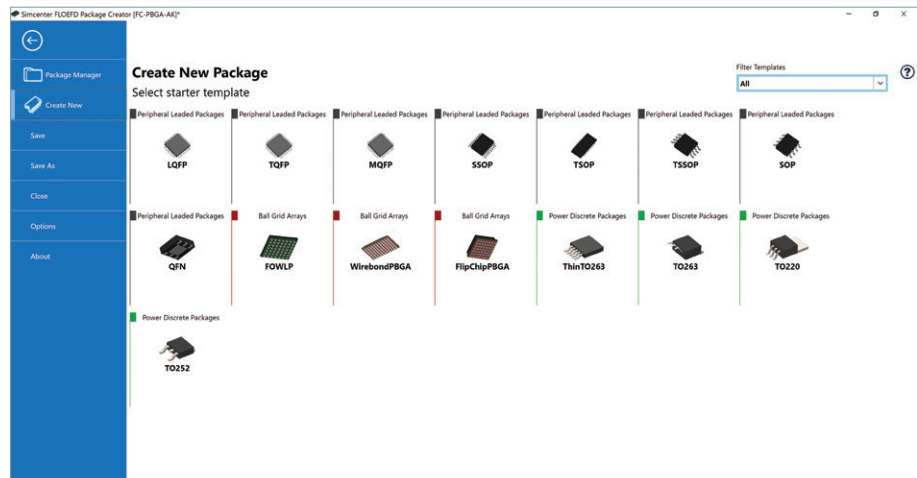 Simcenter FLOEFD Package Creator [FC-PBGA-AK]*
Package Manager
Create New
Save
Save As
Close
Options
About
Create New Package
Select starter template
Filter Templates
All
?
Peripheral Leaded Packages Peripheral Leaded Packages Peripheral Leaded Packages Peripheral Leaded Packages Peripheral Leaded Packages Peripheral Leaded Packages Peripheral Leaded Packages
LQFP TQFP MQFP SSOP TSOP TSSOP SOP
Peripheral Leaded Packages Ball Grid Arrays Ball Grid Arrays Ball Grid Arrays Power Discrete Packages Power Discrete Packages Power Discrete Packages
QFN FOWLP WirebondPBGA FlipChipPBGA ThinTO263 TO263 TO220
Power Discrete Packages
TO252